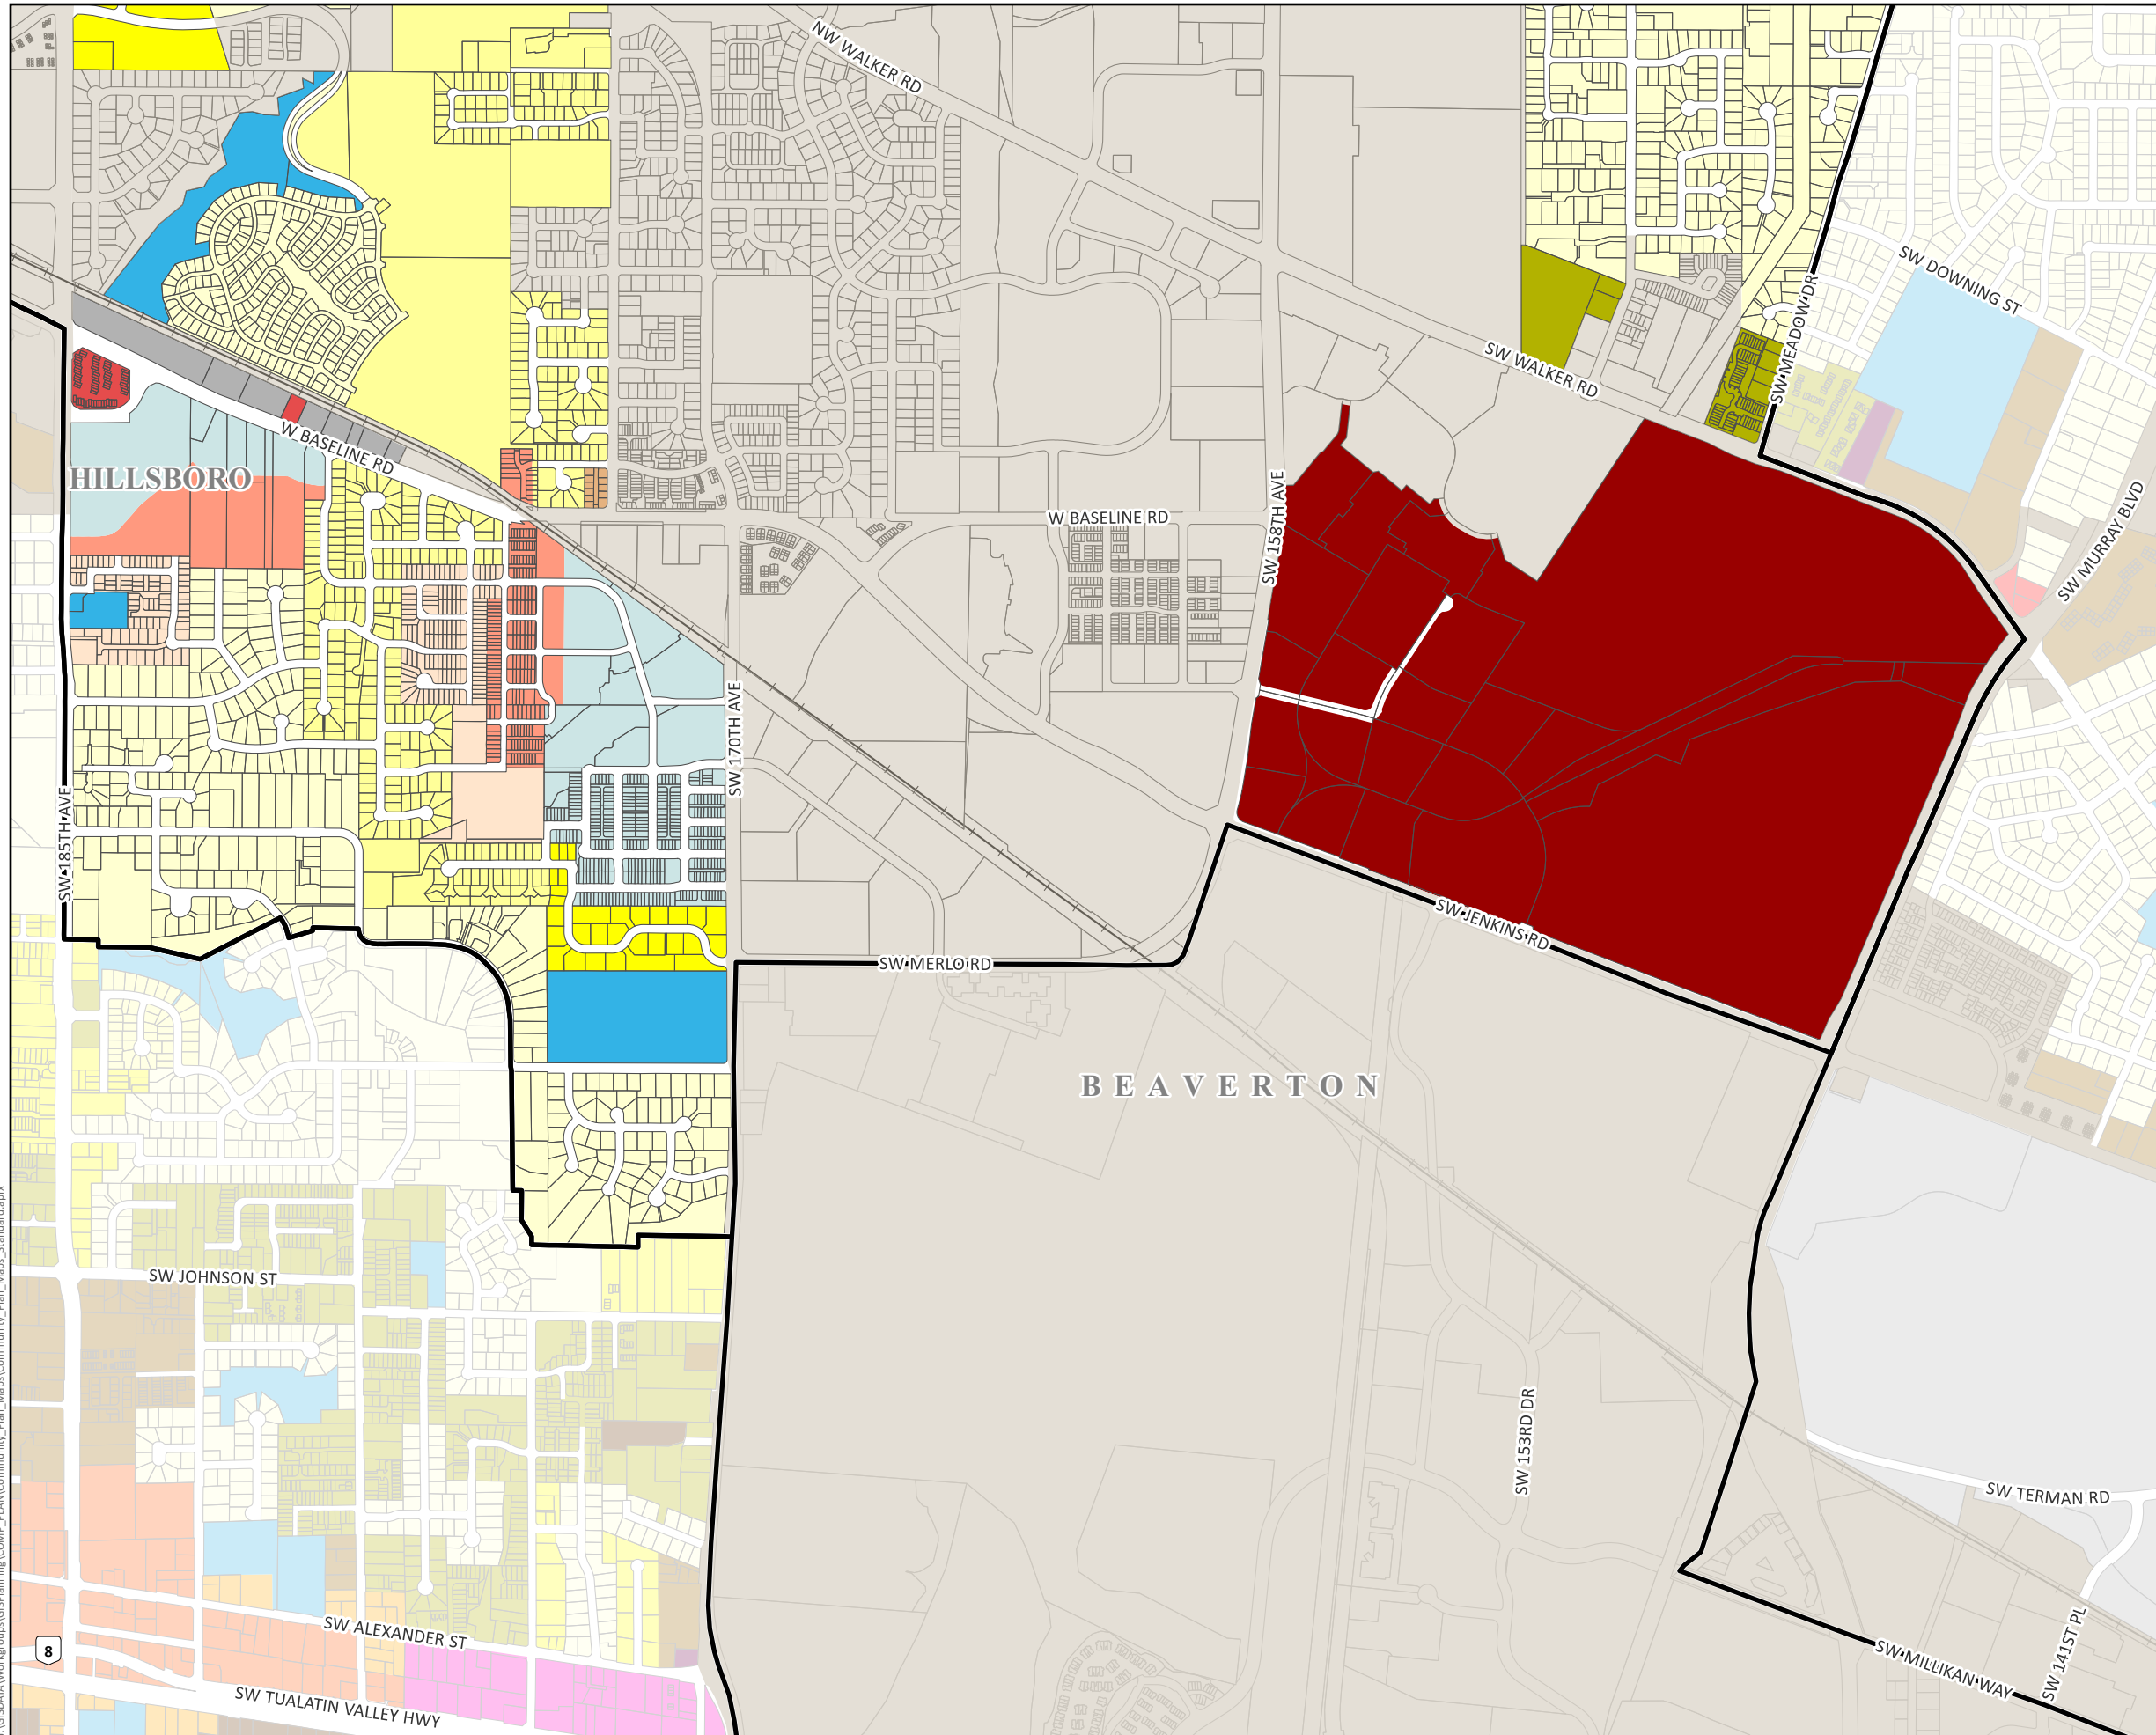 NW WALKER RD
SW DOWNING ST
SW MEADOW DR
SW WALKER RD
W BASELINE RD
HILLSBORO
SW 158TH AVE
W BASELINE RD
SW MURRAY BLVD
SW 170TH AVE
SW 185TH AVE
SW JENKINS RD
SW MERLO RD
BEAVERTON
SW JOHNSON ST
SW 153RD DR
SW TERMAN RD
SW ALEXANDER ST
8
SW MILLIKAN WAY
SW 141ST PL
SW TUALATIN VALLEY HWY